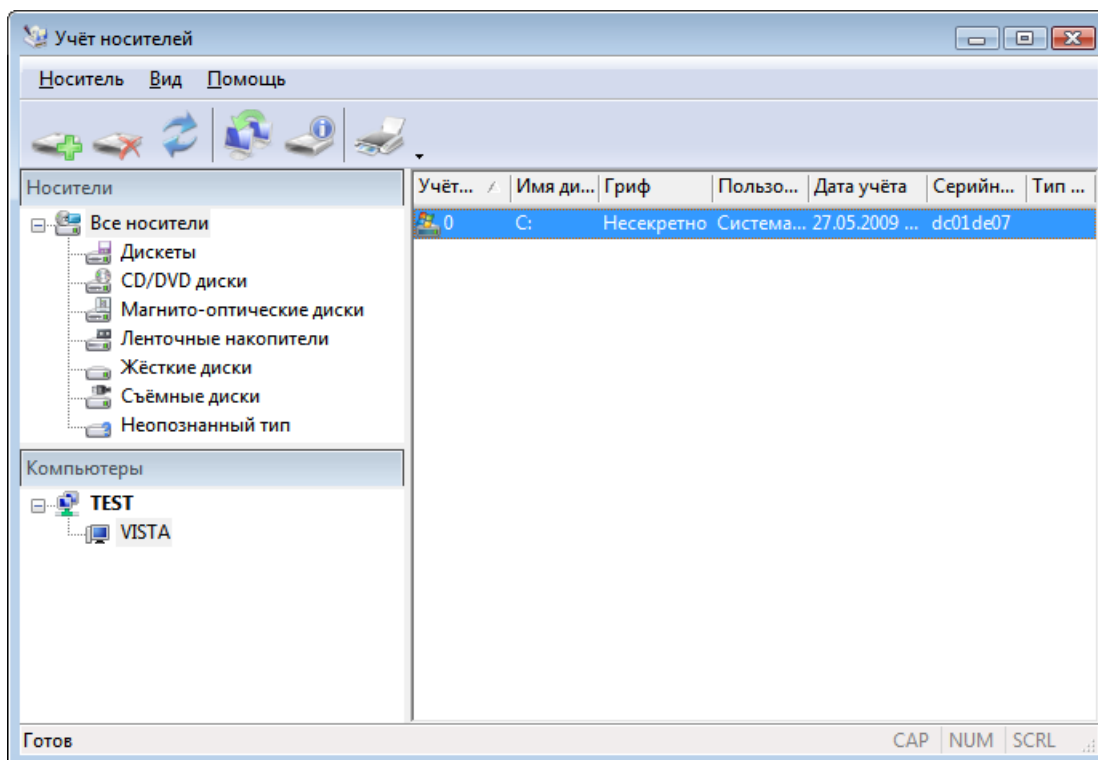 Учёт носителей
Носитель Вид Помощь
Носители
Все носители
Дискеты
CD/DVD диски
Магнито-оптические диски
Ленточные накопители
Жёсткие диски
Съёмные диски
Неопознанный тип
Компьютеры
TEST
VISTA
Учёт... Имя ди... Гриф Пользо... Дата учёта Серийн... Тип ...
0 C: Несекретно Система... 27.05.2009 ... dc01de07
Готов CAP NUM SCRL